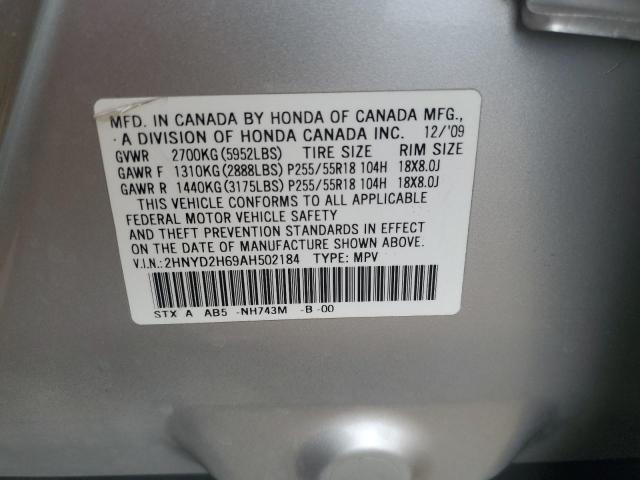 MFD. IN CANADA BY HONDA OF CANADA MFG.,
A DIVISION OF HONDA CANADA INC. 12/'09
GVWR 2700KG(5952LBS) TIRE SIZE RIM SIZE
GAWR F 1310KG(2888LBS) P255/55R18 104H 18X8.0J
GAWR R 1440KG(3175LBS) P255/55R18 104H 18X8.0J
THIS VEHICLE CONFORMS TO ALL APPLICABLE
FEDERAL MOTOR VEHICLE SAFETY
AND THEFT PREVENTION STANDARDS IN EFFECT
ON THE DATE OF MANUFACTURE SHOWN ABOVE.
V.I.N.: 2HNYD2H69AH502184 TYPE: MPV
STX A AB5 -NH743M -B -00